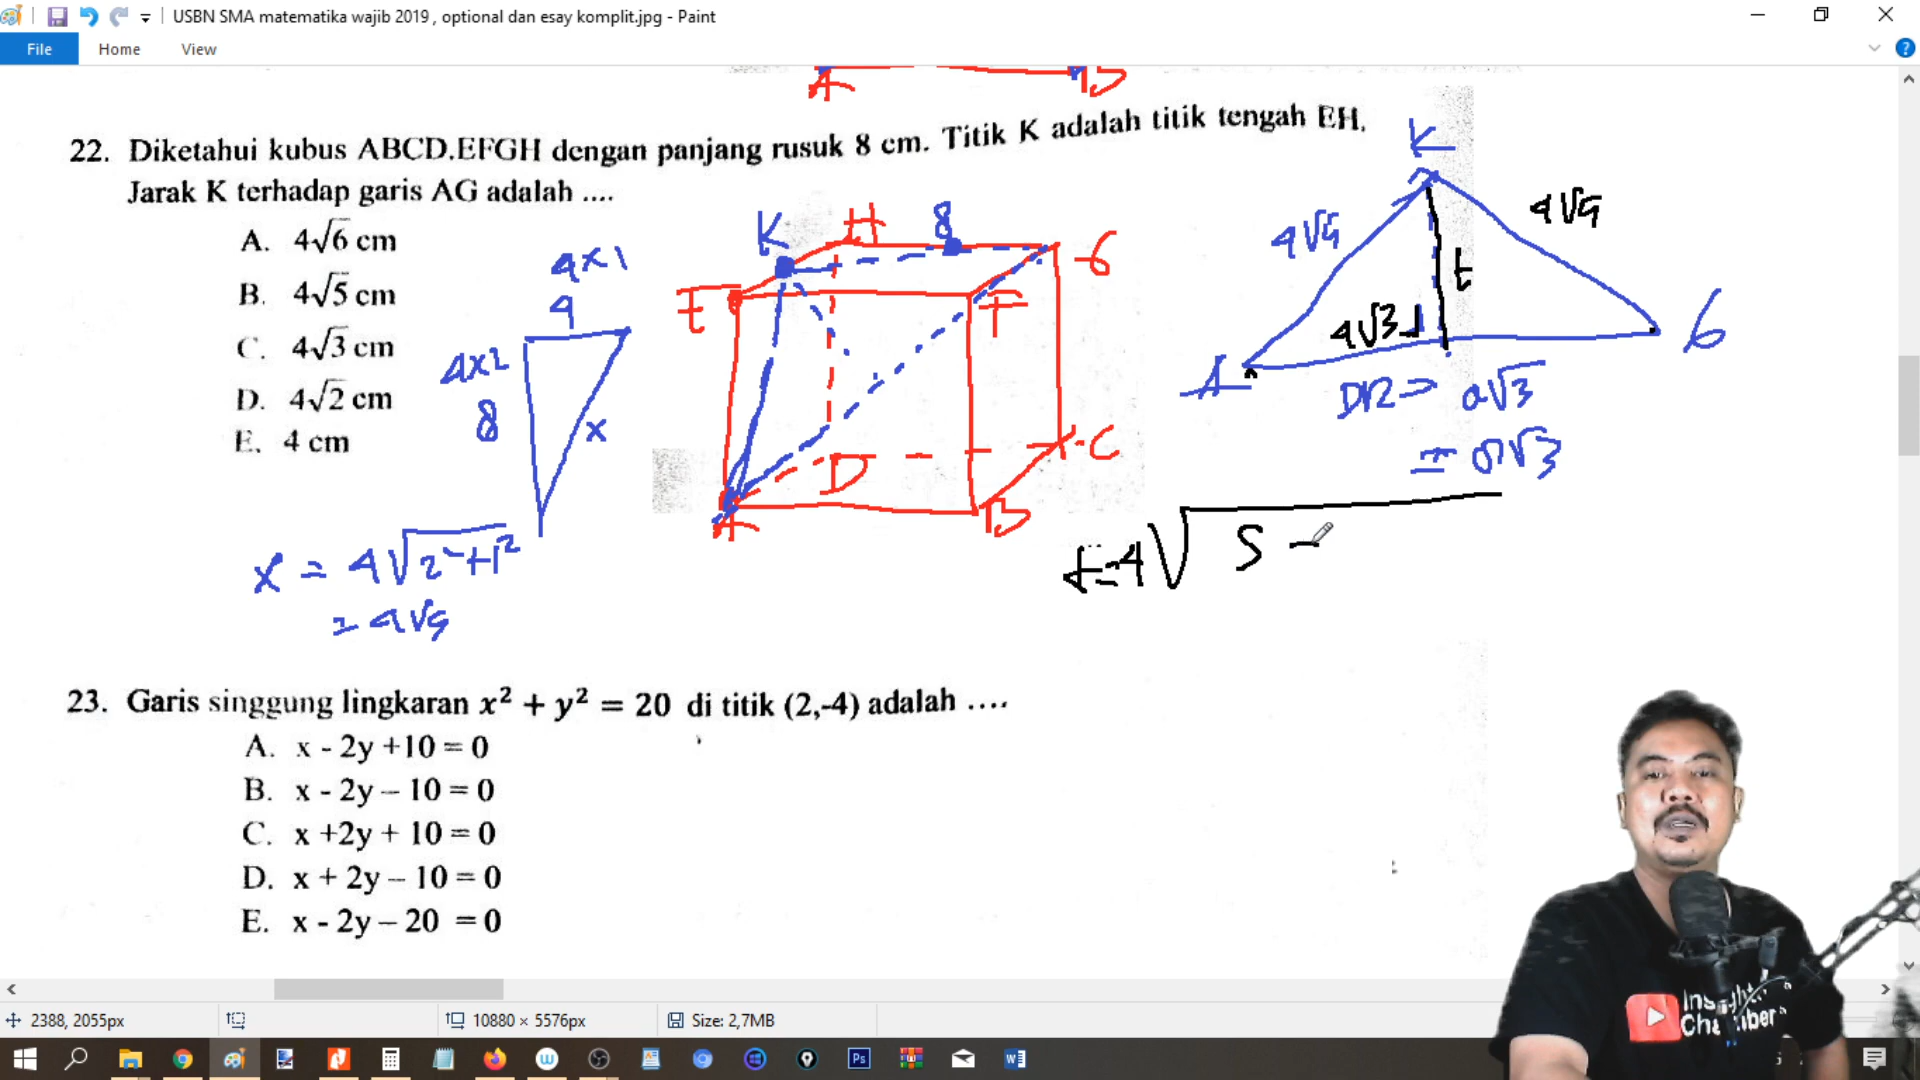 USBN SMA matematika wajib 2019 , optional dan esay komplit.jpg - Paint
File Home View
A B
22. Diketahui kubus ABCD.EFGH dengan panjang rusuk 8 cm. Titik K adalah titik tengah EH.
Jarak K terhadap garis AG adalah ....
A. 4√6 cm
B. 4√5 cm
C. 4√3 cm
D. 4√2 cm
E. 4 cm
4x1
4
4x2
8
x
x = 4√2²+1²
= 4√5
K H 8 G
E F
D C
A B
K
4√5 4√5
t
4√3
A G
DR = a√3
= 8√3
t=4√5 -
23. Garis singgung lingkaran x² + y² = 20 di titik (2,-4) adalah ....
A. x - 2y +10 = 0
B. x - 2y – 10 = 0
C. x +2y + 10 = 0
D. x + 2y – 10 = 0
E. x - 2y – 20 = 0
2388, 2055px 10880 × 5576px Size: 2,7MB
Ps